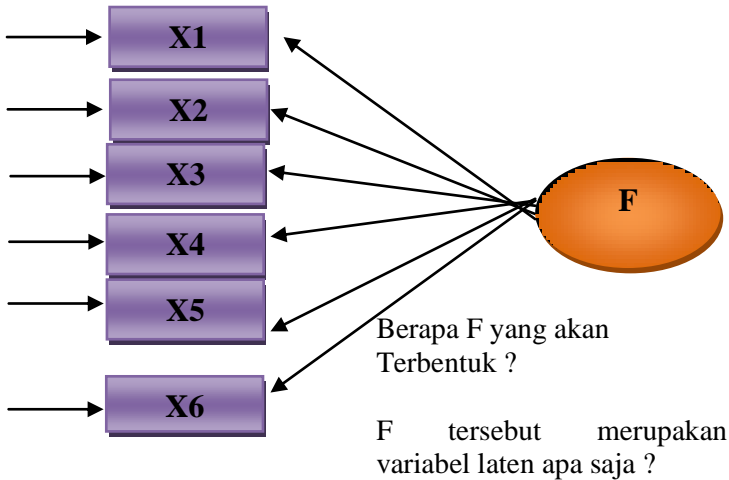 X1
X2
X3
F
X4
X5
Berapa F yang akan
Terbentuk ?
X6
F tersebut merupakan
variabel laten apa saja ?